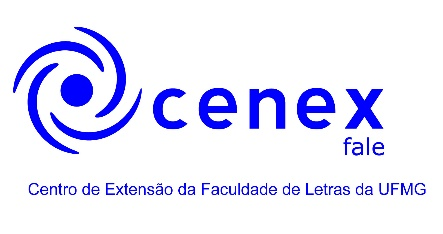 cenex
fale
Centro de Extensão da Faculdade de Letras da UFMG